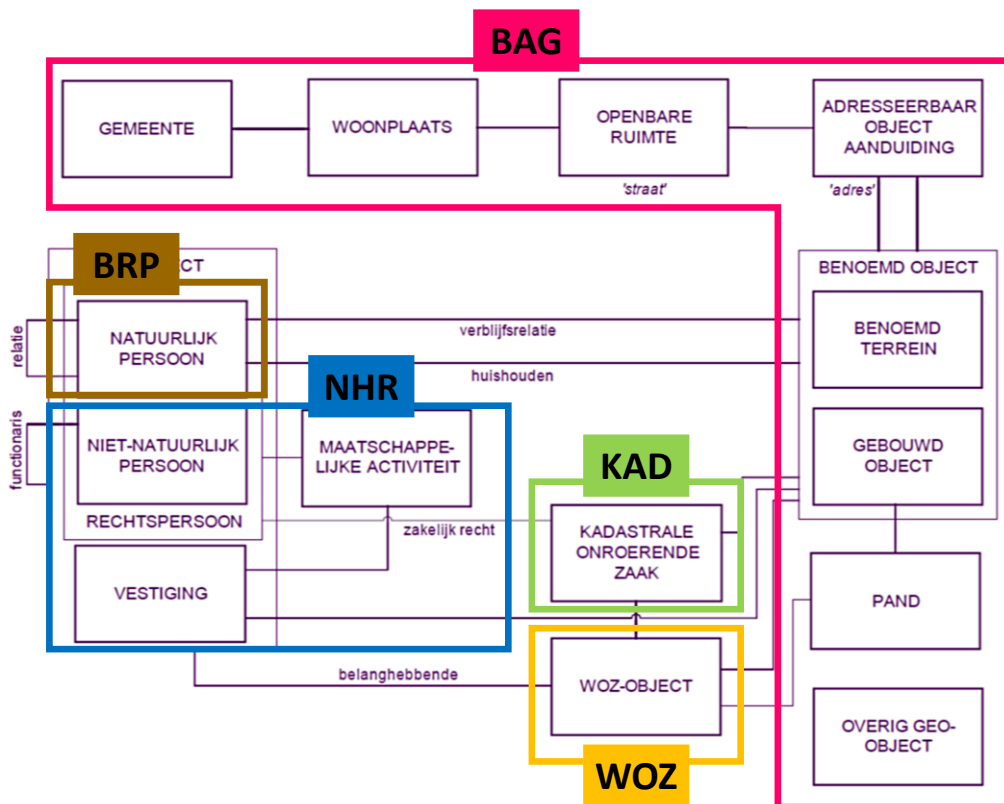 BAG
GEMEENTE
WOONPLAATS
OPENBARE
RUIMTE
ADRESSEERBAAR
OBJECT
AANDUIDING
'straat'
'adres'
BRP
ECT
BENOEMD OBJECT
relatie
NATUURLIJK
PERSOON
verblijfsrelatie
BENOEMD
TERREIN
huishouden
NHR
functionaris
NIET-NATUURLIJK
PERSOON
MAATSCHAPPE-
LIJKE ACTIVITEIT
GEBOUWD
OBJECT
KAD
RECHTSPERSOON
zakelijk recht
KADASTRALE
ONROERENDE
ZAAK
VESTIGING
PAND
belanghebbende
WOZ-OBJECT
OVERIG GEO-
OBJECT
WOZ